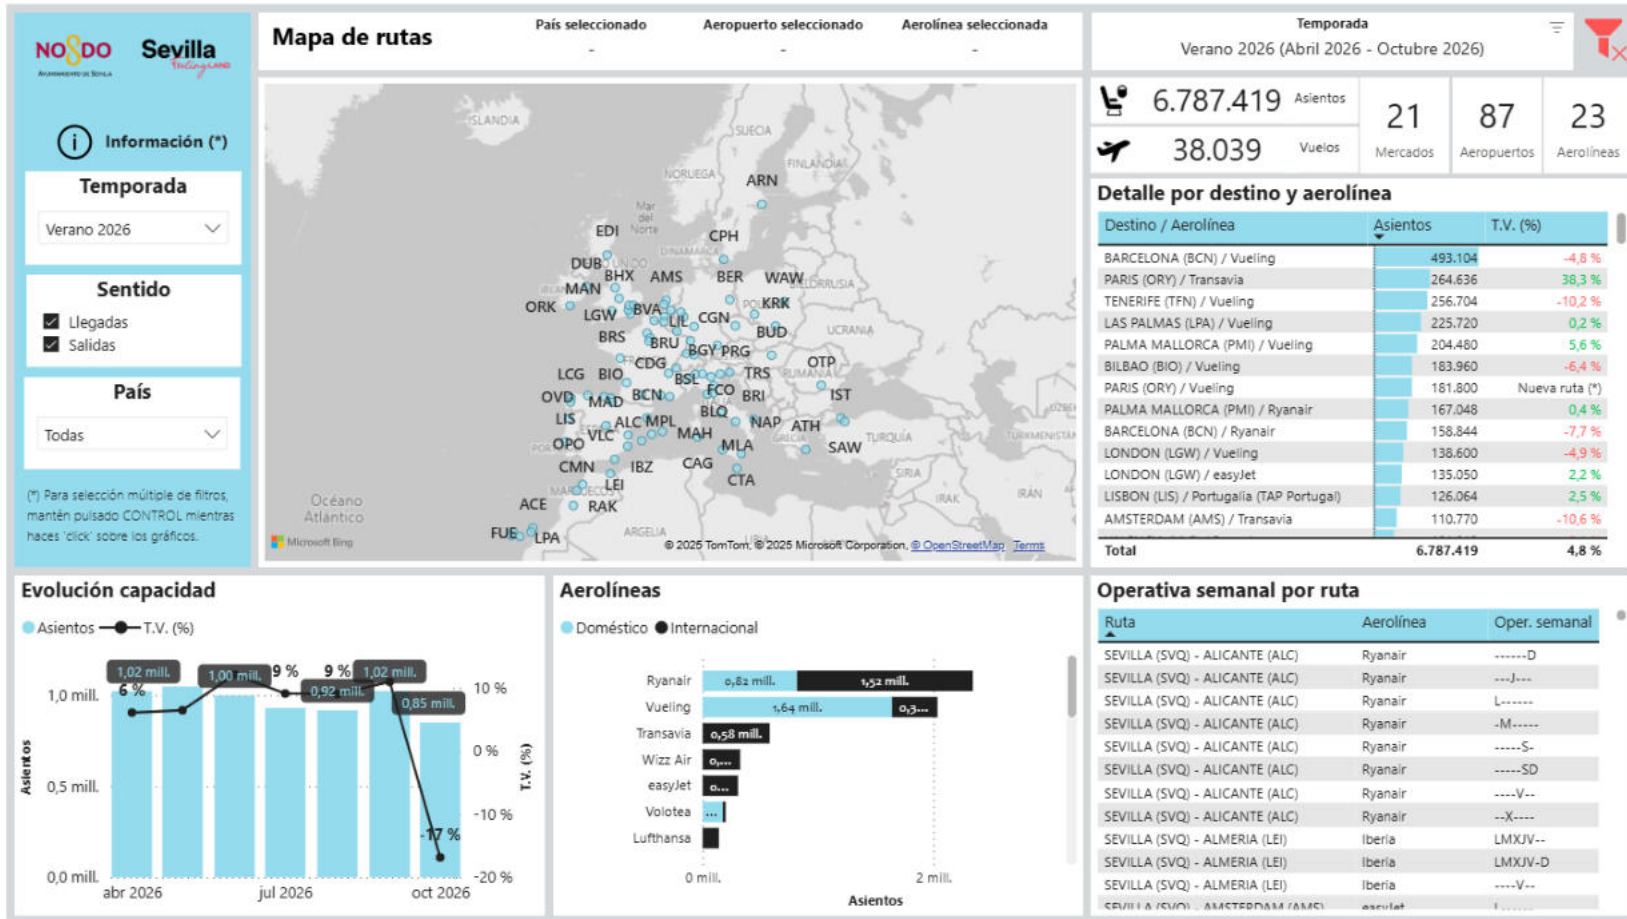 NO8DO
AYUNTAMIENTO DE SEVILLA
Sevilla
Información (*)
Temporada
Verano 2026
Sentido
Llegadas
Salidas
País
Todas
(*) Para selección múltiple de filtros,
mantén pulsado CONTROL mientras
haces 'click' sobre los gráficos.
Mapa de rutas
País seleccionado
-
Aeropuerto seleccionado
-
Aerolínea seleccionada
-
Temporada
Verano 2026 (Abril 2026 - Octubre 2026)
6.787.419 Asientos
38.039 Vuelos
21
Mercados
87
Aeropuertos
23
Aerolíneas
ISLANDIA
SUECIA
FINLANDIA
NORUEGA
ARN
Mar
del
Norte
EDI
CPH
DINAMARCA
DUB
BHX
AMS
BER
WAW
MAN
ORK
LGW
BVA
LIL
CGN
KRK
BRS
BRU
BUD
UCRANIA
BGY
PRG
CDG
OTP
LCG
BIO
BSL
TRS
RUMANIA
FCO
BRI
IST
OVD
MAD
BCN
BLQ
LIS
ALC
MPL
NAP
ATH
VLC
MAH
GRECIA
TURQUÍA
OPO
MLA
SAW
CMN
IBZ
CAG
CTA
SIRIA
LEI
IRAK
IRÁN
Océano
Atlántico
ACE
RAK
ARGELIA
FUE
LPA
Microsoft Bing
© 2025 TomTom, © 2025 Microsoft Corporation, © OpenStreetMap Terms
Detalle por destino y aerolínea
Destino / Aerolínea Asientos T.V. (%)
BARCELONA (BCN) / Vueling 493.104 -4,8 %
PARIS (ORY) / Transavia 264.636 38,3 %
TENERIFE (TFN) / Vueling 256.704 -10,2 %
LAS PALMAS (LPA) / Vueling 225.720 0,2 %
PALMA MALLORCA (PMI) / Vueling 204.480 5,6 %
BILBAO (BIO) / Vueling 183.960 -6,4 %
PARIS (ORY) / Vueling 181.800 Nueva ruta (*)
PALMA MALLORCA (PMI) / Ryanair 167.048 0,4 %
BARCELONA (BCN) / Ryanair 158.844 -7,7 %
LONDON (LGW) / Vueling 138.600 -4,9 %
LONDON (LGW) / easyJet 135.050 2,2 %
LISBON (LIS) / Portugalia (TAP Portugal) 126.064 2,5 %
AMSTERDAM (AMS) / Transavia 110.770 -10,6 %
Total 6.787.419 4,8 %
Evolución capacidad
Asientos T.V. (%)
1,02 mill.
6 %
1,00 mill.
9 %
9 %
0,92 mill.
1,02 mill.
0,85 mill.
-17 %
1,0 mill.
0,5 mill.
0,0 mill.
Asientos
10 %
0 %
-10 %
-20 %
T.V. (%)
abr 2026 jul 2026 oct 2026
Aerolíneas
Doméstico Internacional
Ryanair 0,82 mill. 1,52 mill.
Vueling 1,64 mill. 0,3...
Transavia 0,58 mill.
Wizz Air 0,...
easyJet 0...
Volotea ...
Lufthansa
0 mill. 2 mill.
Asientos
Operativa semanal por ruta
Ruta Aerolínea Oper. semanal
SEVILLA (SVQ) - ALICANTE (ALC) Ryanair ------D
SEVILLA (SVQ) - ALICANTE (ALC) Ryanair ---J---
SEVILLA (SVQ) - ALICANTE (ALC) Ryanair L------
SEVILLA (SVQ) - ALICANTE (ALC) Ryanair -M-----
SEVILLA (SVQ) - ALICANTE (ALC) Ryanair -----S-
SEVILLA (SVQ) - ALICANTE (ALC) Ryanair -----SD
SEVILLA (SVQ) - ALICANTE (ALC) Ryanair ----V--
SEVILLA (SVQ) - ALICANTE (ALC) Ryanair --X----
SEVILLA (SVQ) - ALMERIA (LEI) Iberia LMXJV--
SEVILLA (SVQ) - ALMERIA (LEI) Iberia LMXJV-D
SEVILLA (SVQ) - ALMERIA (LEI) Iberia ----V--
SEVILLA (SVQ) - AMSTERDAM (AMS) easyJet L------